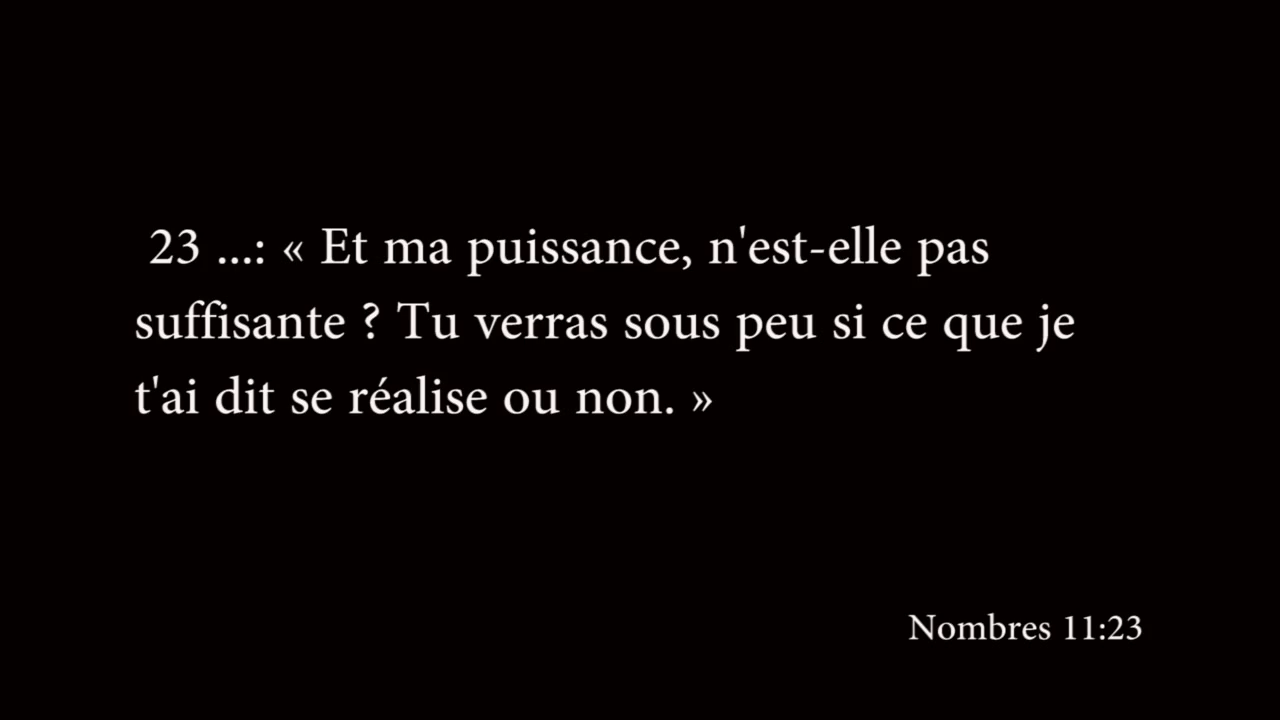 23 ...: « Et ma puissance, n'est-elle pas
suffisante ? Tu verras sous peu si ce que je
t'ai dit se réalise ou non. »
Nombres 11:23